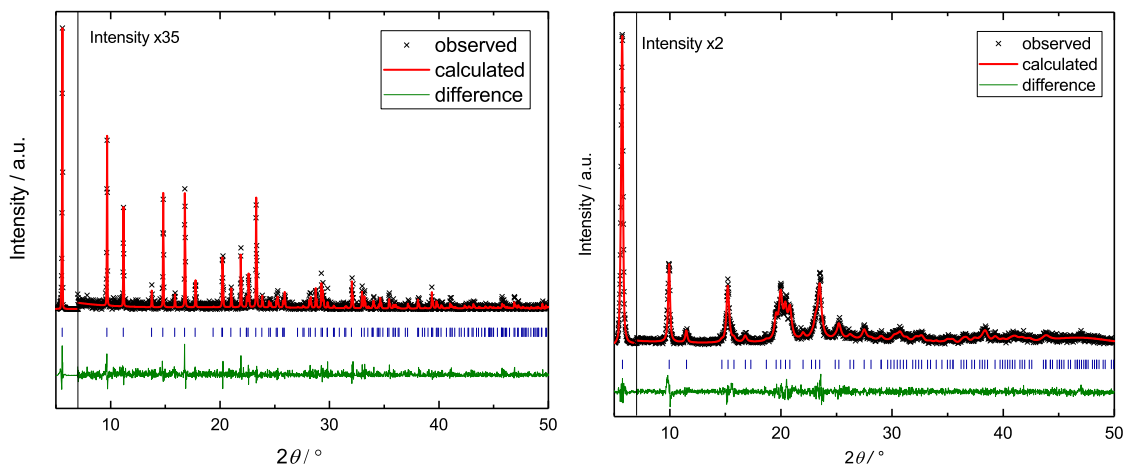 Intensity x35
observed
calculated
difference
Intensity / a.u.
10
20
30
40
50
2θ / °
Intensity x2
observed
calculated
difference
Intensity / a.u.
10
20
30
40
50
2θ / °